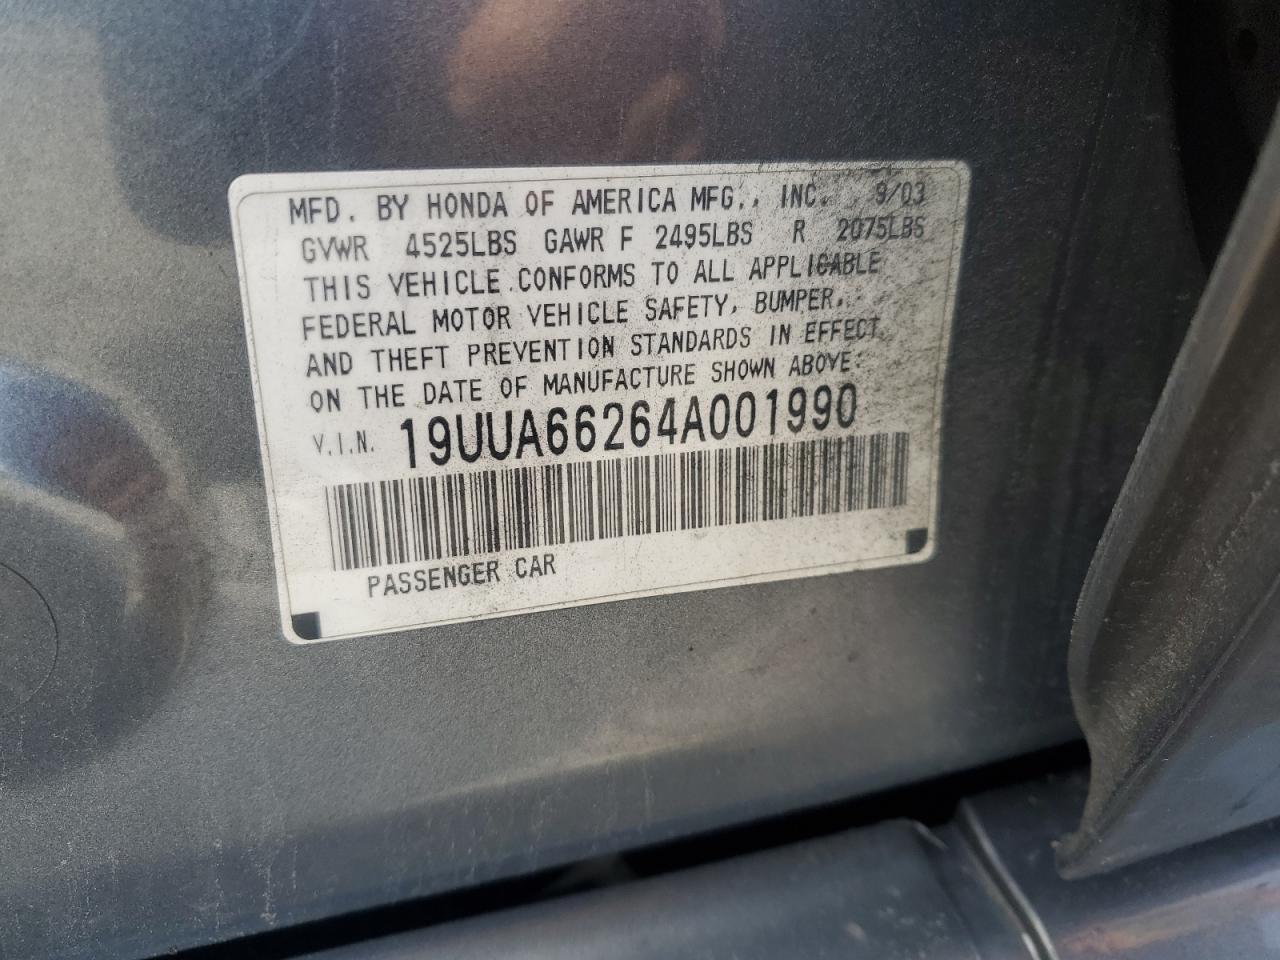 MFD. BY HONDA OF AMERICA MFG., INC. 9/03
GVWR 4525LBS GAWR F 2495LBS R 2075LBS
THIS VEHICLE CONFORMS TO ALL APPLICABLE
FEDERAL MOTOR VEHICLE SAFETY, BUMPER,
AND THEFT PREVENTION STANDARDS IN EFFECT
ON THE DATE OF MANUFACTURE SHOWN ABOVE.
V.I.N. 19UUA66264A001990
PASSENGER CAR